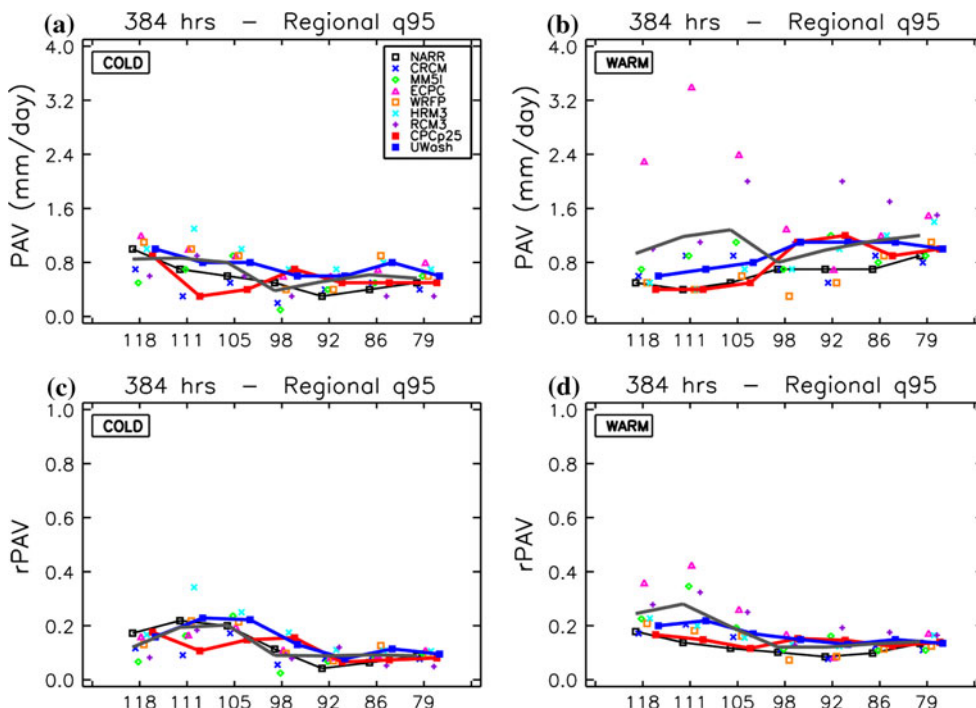 (a) 384 hrs – Regional q95
PAV (mm/day)
4.0
3.2
2.4
1.6
0.8
0.0
COLD
NARR
CRCM
MM5I
ECPC
WRFP
HRM3
RCM3
CPCp25
UWash
118 111 105 98 92 86 79
(b) 384 hrs – Regional q95
PAV (mm/day)
4.0
3.2
2.4
1.6
0.8
0.0
WARM
118 111 105 98 92 86 79
(c) 384 hrs – Regional q95
rPAV
1.0
0.8
0.6
0.4
0.2
0.0
COLD
118 111 105 98 92 86 79
(d) 384 hrs – Regional q95
rPAV
1.0
0.8
0.6
0.4
0.2
0.0
WARM
118 111 105 98 92 86 79